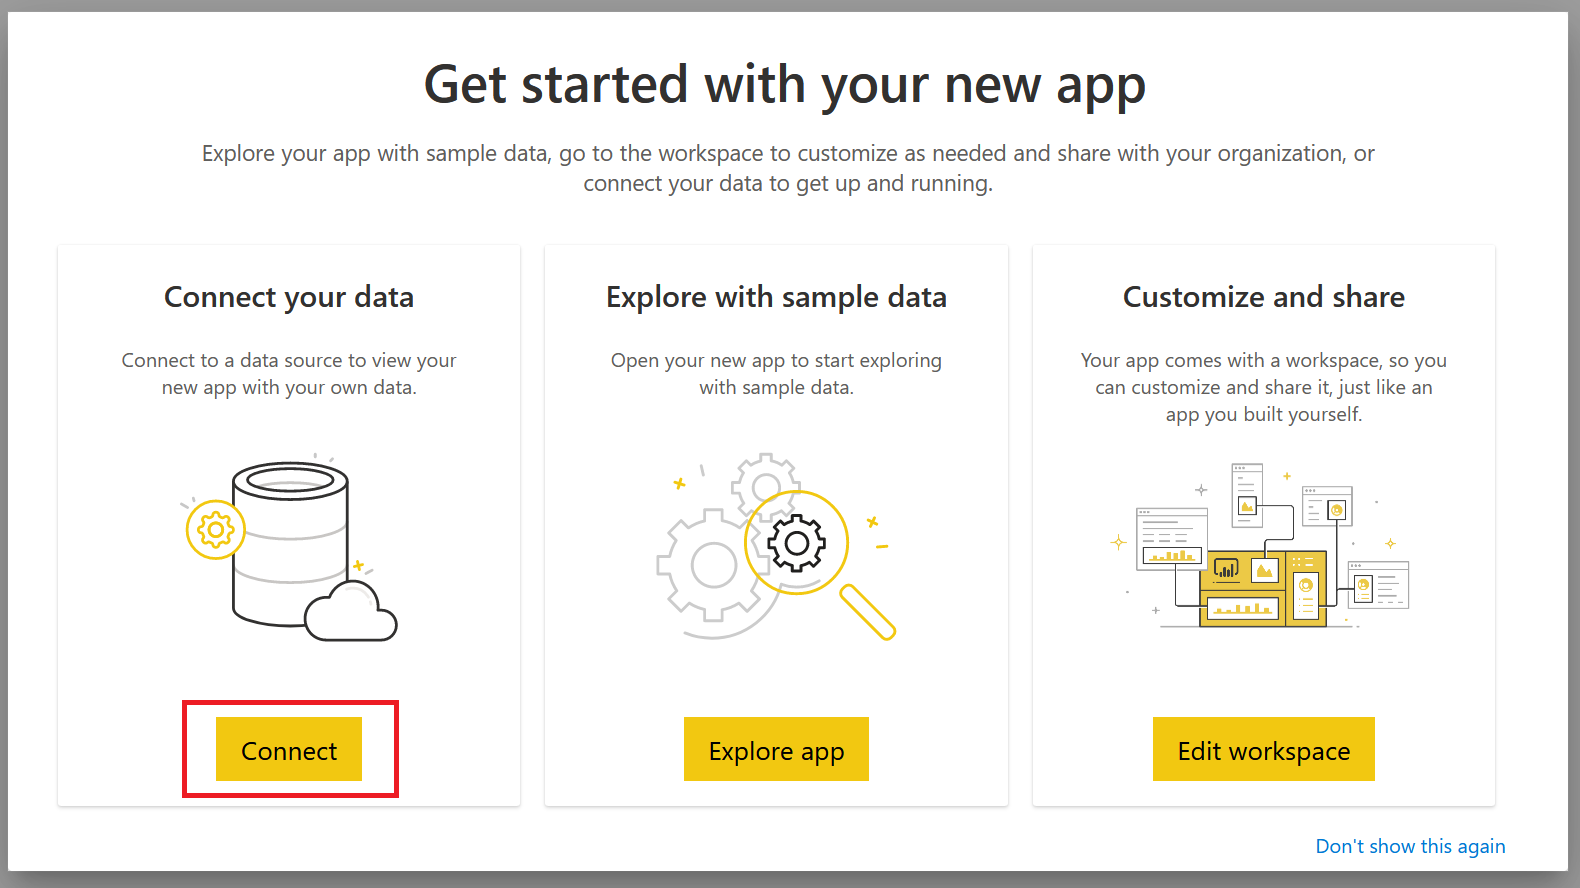 Get started with your new app
Explore your app with sample data, go to the workspace to customize as needed and share with your organization, or
connect your data to get up and running.
Connect your data
Connect to a data source to view your
new app with your own data.
Connect
Explore with sample data
Open your new app to start exploring
with sample data.
Explore app
Customize and share
Your app comes with a workspace, so you
can customize and share it, just like an
app you built yourself.
Edit workspace
Don't show this again